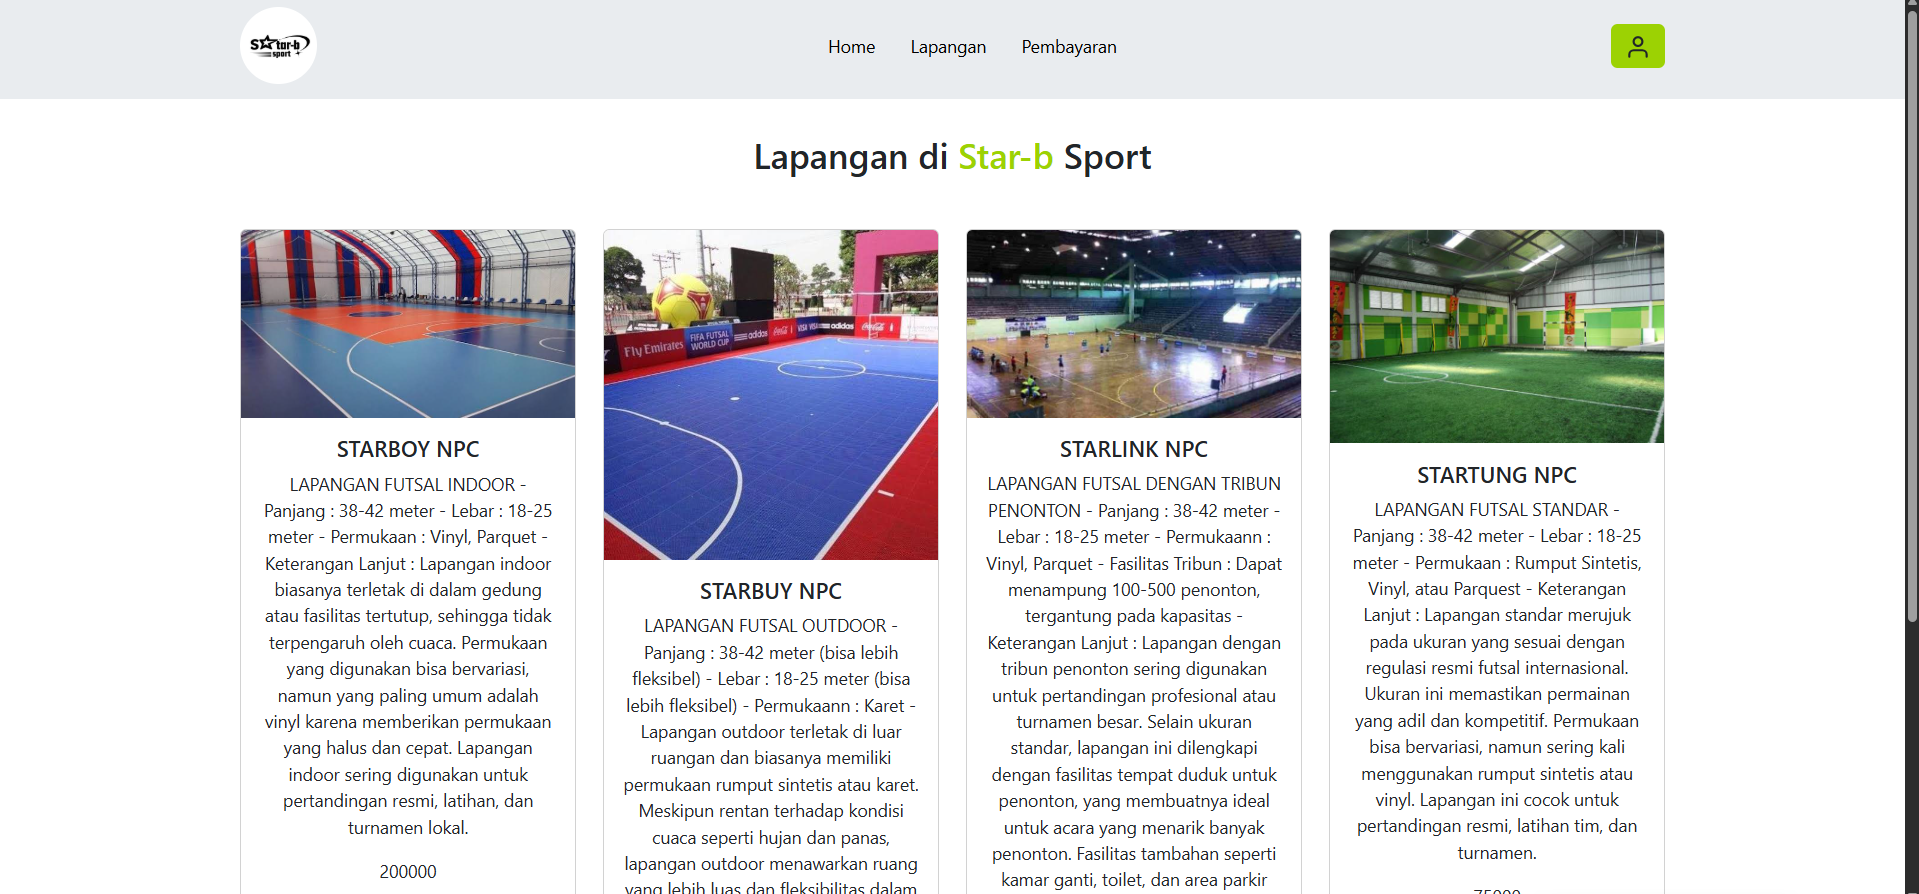 Star-b
sport
Home
Lapangan
Pembayaran
Lapangan di Star-b Sport
STARBOY NPC
LAPANGAN FUTSAL INDOOR -
Panjang : 38-42 meter - Lebar : 18-25
meter - Permukaan : Vinyl, Parquet -
Keterangan Lanjut : Lapangan indoor
biasanya terletak di dalam gedung
atau fasilitas tertutup, sehingga tidak
terpengaruh oleh cuaca. Permukaan
yang digunakan bisa bervariasi,
namun yang paling umum adalah
vinyl karena memberikan permukaan
yang halus dan cepat. Lapangan
indoor sering digunakan untuk
pertandingan resmi, latihan, dan
turnamen lokal.
200000
Fly Emirates
FIFA FUTSAL
WORLD CUP
adidas
Coca-Cola
VISA VISA
adidas
Coca-Cola
STARBUY NPC
LAPANGAN FUTSAL OUTDOOR -
Panjang : 38-42 meter (bisa lebih
fleksibel) - Lebar : 18-25 meter (bisa
lebih fleksibel) - Permukaann : Karet -
Lapangan outdoor terletak di luar
ruangan dan biasanya memiliki
permukaan rumput sintetis atau karet.
Meskipun rentan terhadap kondisi
cuaca seperti hujan dan panas,
lapangan outdoor menawarkan ruang
yang lebih luas dan fleksibilitas dalam
STARLINK NPC
LAPANGAN FUTSAL DENGAN TRIBUN
PENONTON - Panjang : 38-42 meter -
Lebar : 18-25 meter - Permukaann :
Vinyl, Parquet - Fasilitas Tribun : Dapat
menampung 100-500 penonton,
tergantung pada kapasitas -
Keterangan Lanjut : Lapangan dengan
tribun penonton sering digunakan
untuk pertandingan profesional atau
turnamen besar. Selain ukuran
standar, lapangan ini dilengkapi
dengan fasilitas tempat duduk untuk
penonton, yang membuatnya ideal
untuk acara yang menarik banyak
penonton. Fasilitas tambahan seperti
kamar ganti, toilet, dan area parkir
STARTUNG NPC
LAPANGAN FUTSAL STANDAR -
Panjang : 38-42 meter - Lebar : 18-25
meter - Permukaan : Rumput Sintetis,
Vinyl, atau Parquest - Keterangan
Lanjut : Lapangan standar merujuk
pada ukuran yang sesuai dengan
regulasi resmi futsal internasional.
Ukuran ini memastikan permainan
yang adil dan kompetitif. Permukaan
bisa bervariasi, namun sering kali
menggunakan rumput sintetis atau
vinyl. Lapangan ini cocok untuk
pertandingan resmi, latihan tim, dan
turnamen.
75000